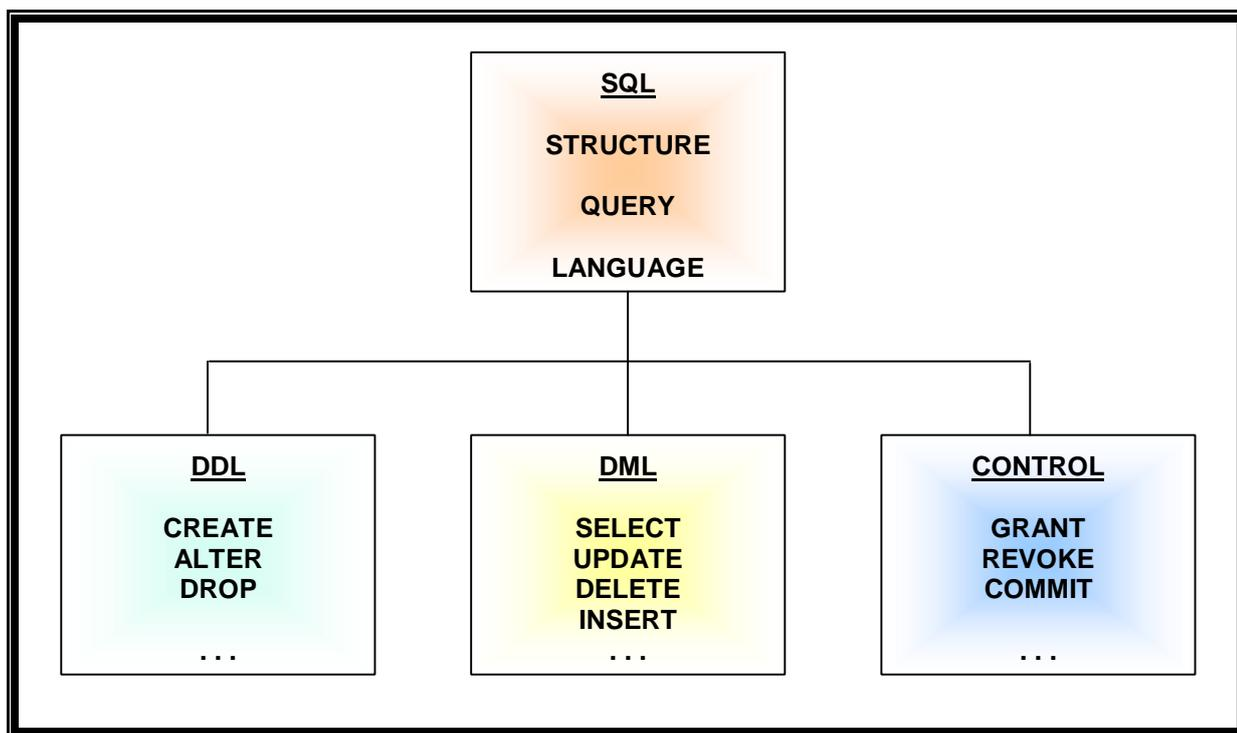 SQL
STRUCTURE
QUERY
LANGUAGE
DDL
CREATE
ALTER
DROP
. . .
DML
SELECT
UPDATE
DELETE
INSERT
. . .
CONTROL
GRANT
REVOKE
COMMIT
. . .